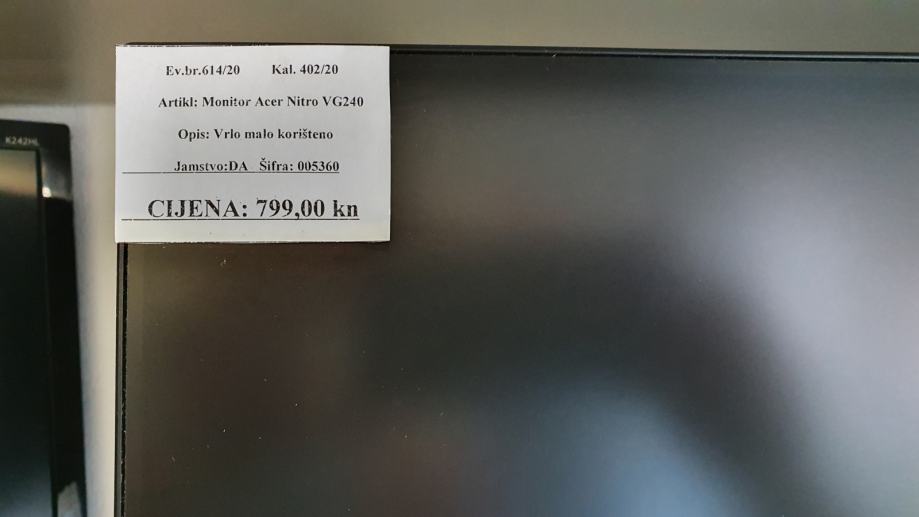 Ev.br.614/20 Kal. 402/20
Artikl: Monitor Acer Nitro VG240
Opis: Vrlo malo korišteno
Jamstvo:DA Šifra: 005360
CIJENA: 799,00 kn
K242HL